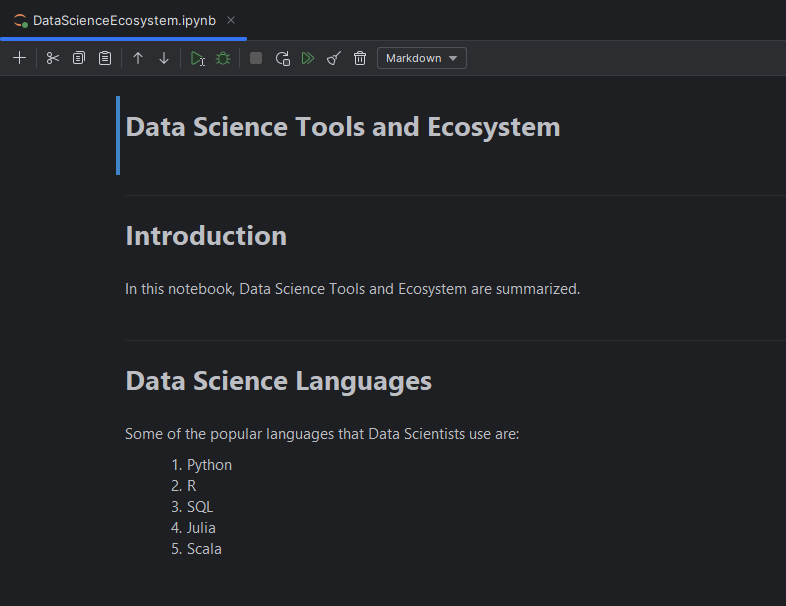 DataScienceEcosystem.ipynb
Markdown
Data Science Tools and Ecosystem
Introduction
In this notebook, Data Science Tools and Ecosystem are summarized.
Data Science Languages
Some of the popular languages that Data Scientists use are:
1. Python
2. R
3. SQL
4. Julia
5. Scala